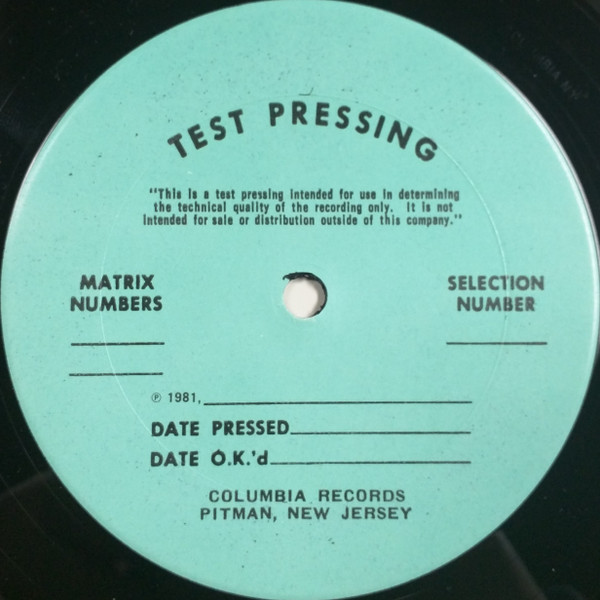 TEST PRESSING
"This is a test pressing intended for use in determining
the technical quality of the recording only. It is not
intended for sale or distribution outside of this company."
MATRIX
NUMBERS
SELECTION
NUMBER
℗ 1981,
DATE PRESSED
DATE O.K.'d
COLUMBIA RECORDS
PITMAN, NEW JERSEY